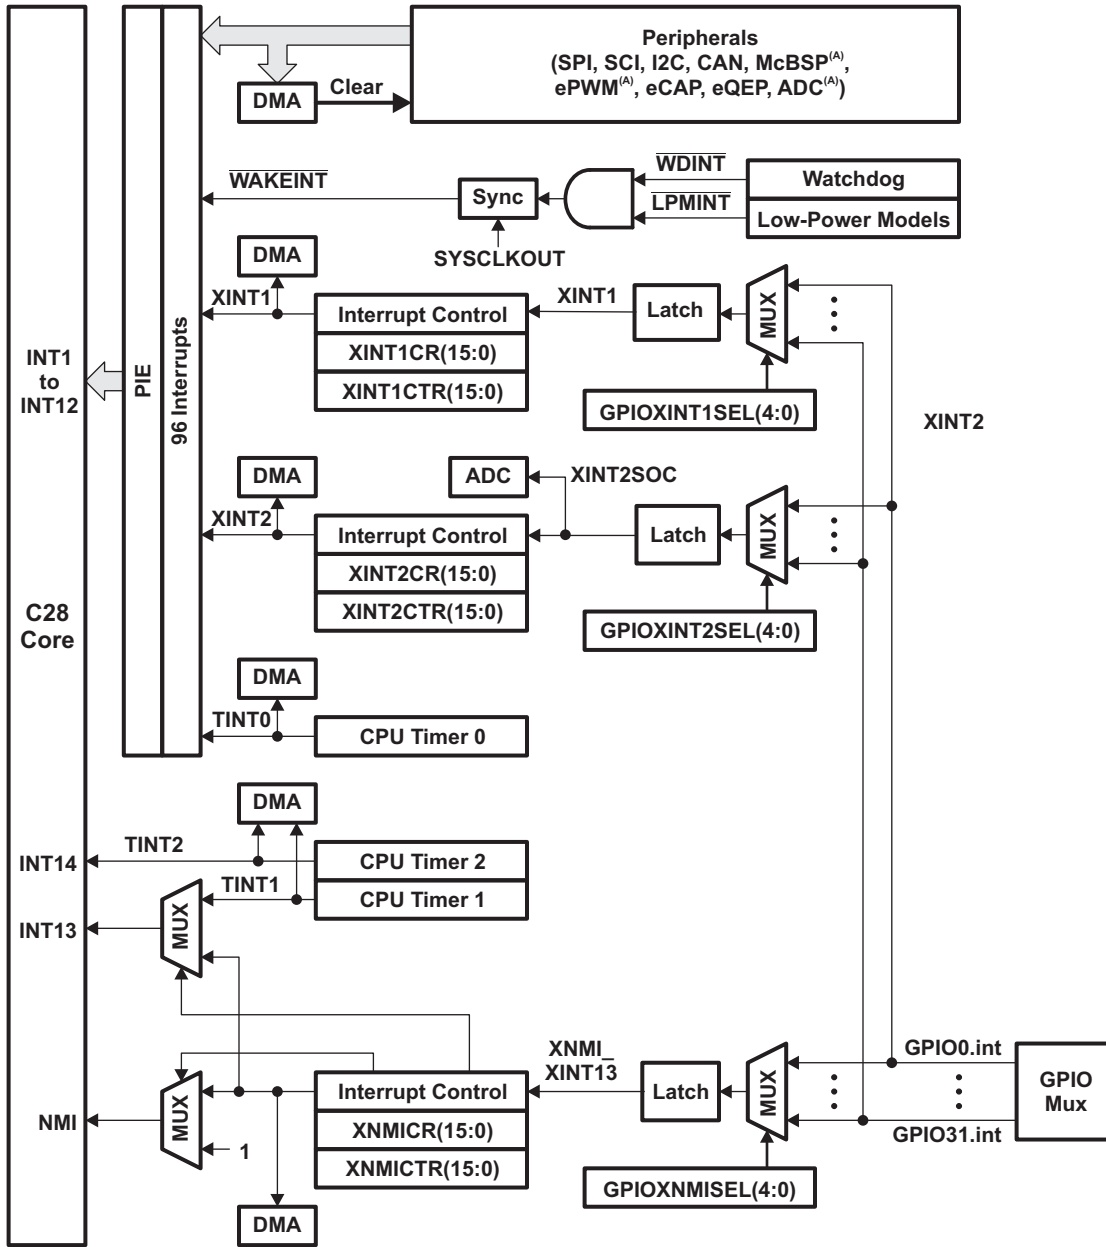 Peripherals
(SPI, SCI, I2C, CAN, McBSP(A),
ePWM(A), eCAP, eQEP, ADC(A))
DMA
Clear
WAKEINT
Sync
SYSCLKOUT
WDINT
LPMINT
Watchdog
Low-Power Models
DMA
XINT1
Interrupt Control
XINT1CR(15:0)
XINT1CTR(15:0)
XINT1
Latch
MUX
GPIOXINT1SEL(4:0)
INT1
to
INT12
PIE
96 Interrupts
XINT2
DMA
XINT2
Interrupt Control
XINT2CR(15:0)
XINT2CTR(15:0)
ADC
XINT2SOC
Latch
MUX
GPIOXINT2SEL(4:0)
C28
Core
DMA
TINT0
CPU Timer 0
DMA
INT14
TINT2
CPU Timer 2
TINT1
CPU Timer 1
INT13
MUX
NMI
MUX
1
Interrupt Control
XNMICR(15:0)
XNMICTR(15:0)
DMA
XNMI_
XINT13
Latch
MUX
GPIOXNMISEL(4:0)
GPIO0.int
GPIO31.int
GPIO
Mux